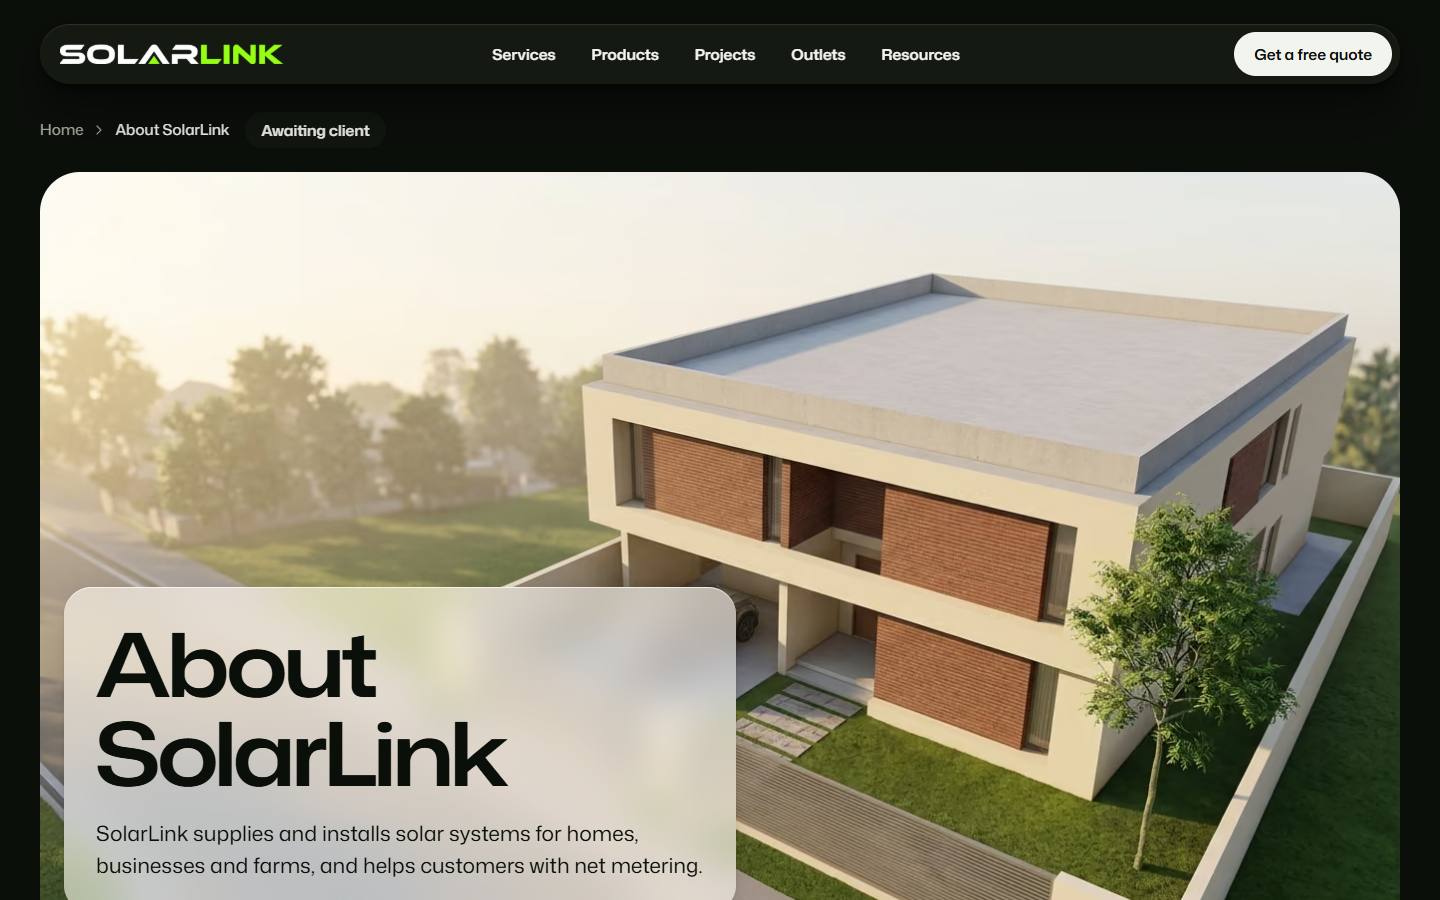 SOLARLINK
Services
Products
Projects
Outlets
Resources
Get a free quote
Home
About SolarLink
Awaiting client
About
SolarLink
SolarLink supplies and installs solar systems for homes,
businesses and farms, and helps customers with net metering.